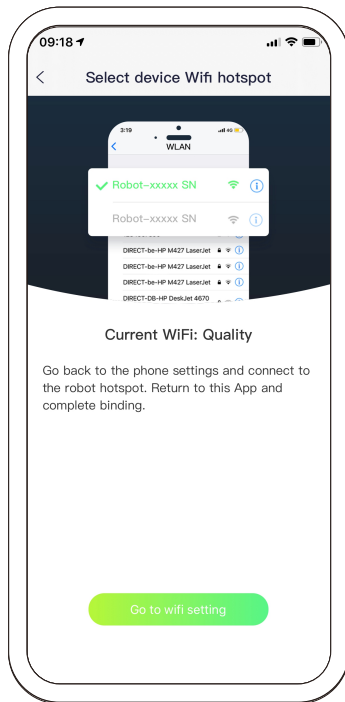 09:18
Select device Wifi hotspot
3:19
4G
WLAN
Robot-xxxxx SN
Robot-xxxxx SN
DIRECT-be-HP M427 LaserJet
DIRECT-be-HP M427 LaserJet
DIRECT-be-HP M427 LaserJet
DIRECT-DB-HP DeskJet 4670
Current WiFi: Quality
Go back to the phone settings and connect to
the robot hotspot. Return to this App and
complete binding.
Go to wifi setting